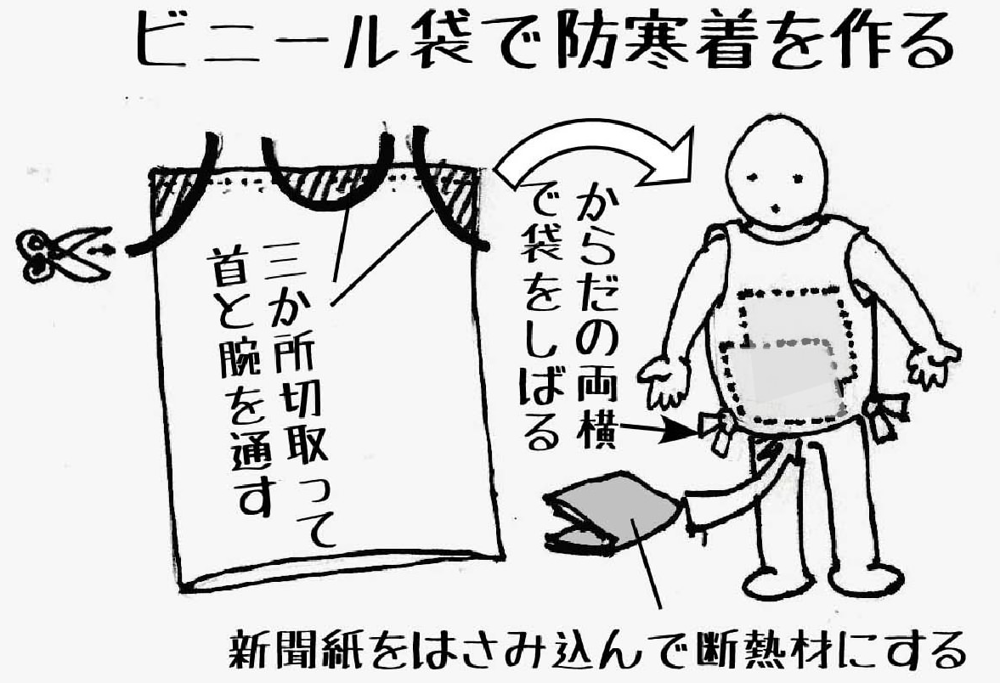 ビニール袋で防寒着を作る
三か所切取って
首と腕を通す
からだの両横
で袋をしばる
新聞紙をはさみ込んで断熱材にする